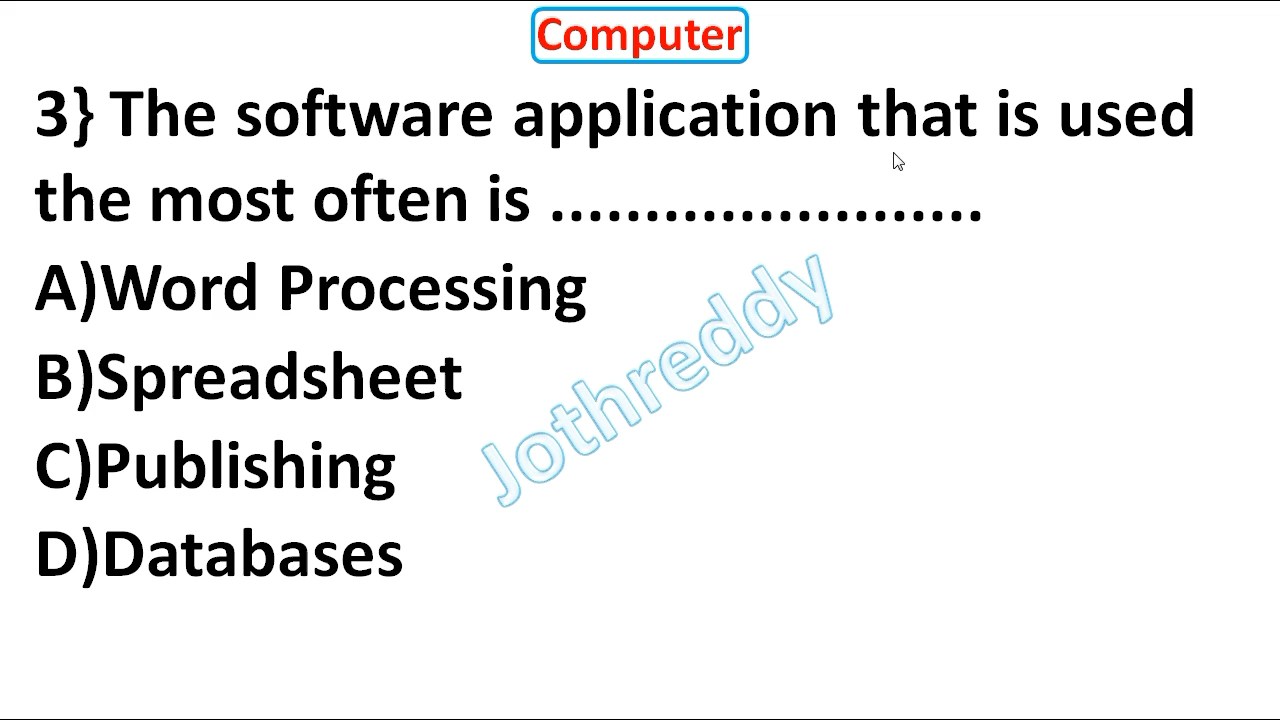 Computer
3} The software application that is used
the most often is .......................
A)Word Processing
B)Spreadsheet
C)Publishing
D)Databases
Jothreddy